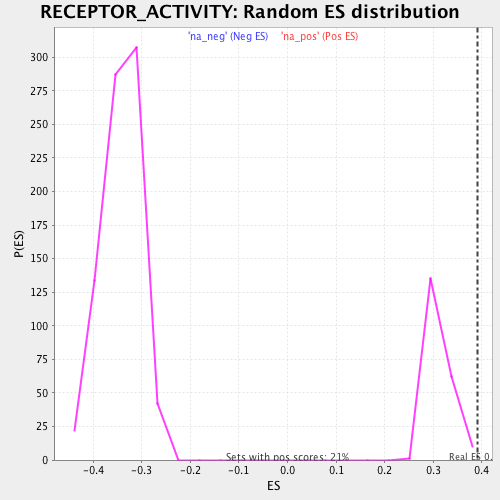 RECEPTOR_ACTIVITY: Random ES distribution
'na_neg' (Neg ES) 'na_pos' (Pos ES)
300
275
250
225
200
175
150
125
100
75
50
25
0
P(ES)
Sets with pos scores: 21%
Real ES 0.
-0.4 -0.3 -0.2 -0.1 0.0 0.1 0.2 0.3 0.4
ES